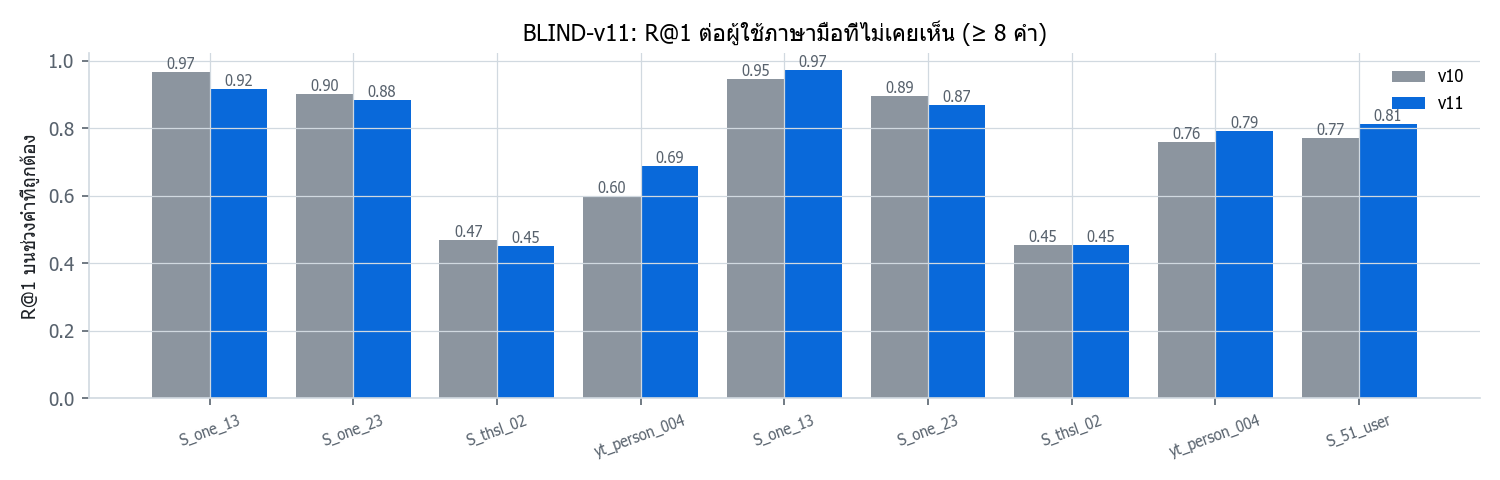 BLIND-v11: R@1 ต่อผู้ใช้ภาษามือที่ไม่เคยเห็น (≥ 8 คำ)
R@1 บนช่วงคำที่ถูกต้อง
1.0
0.8
0.6
0.4
0.2
0.0
0.97 0.92 0.90 0.88 0.47 0.45 0.60 0.69 0.95 0.97 0.89 0.87 0.45 0.45 0.76 0.79 0.77 0.81
v10
v11
S_one_13 S_one_23 S_thsl_02 yt_person_004 S_one_13 S_one_23 S_thsl_02 yt_person_004 S_51_user